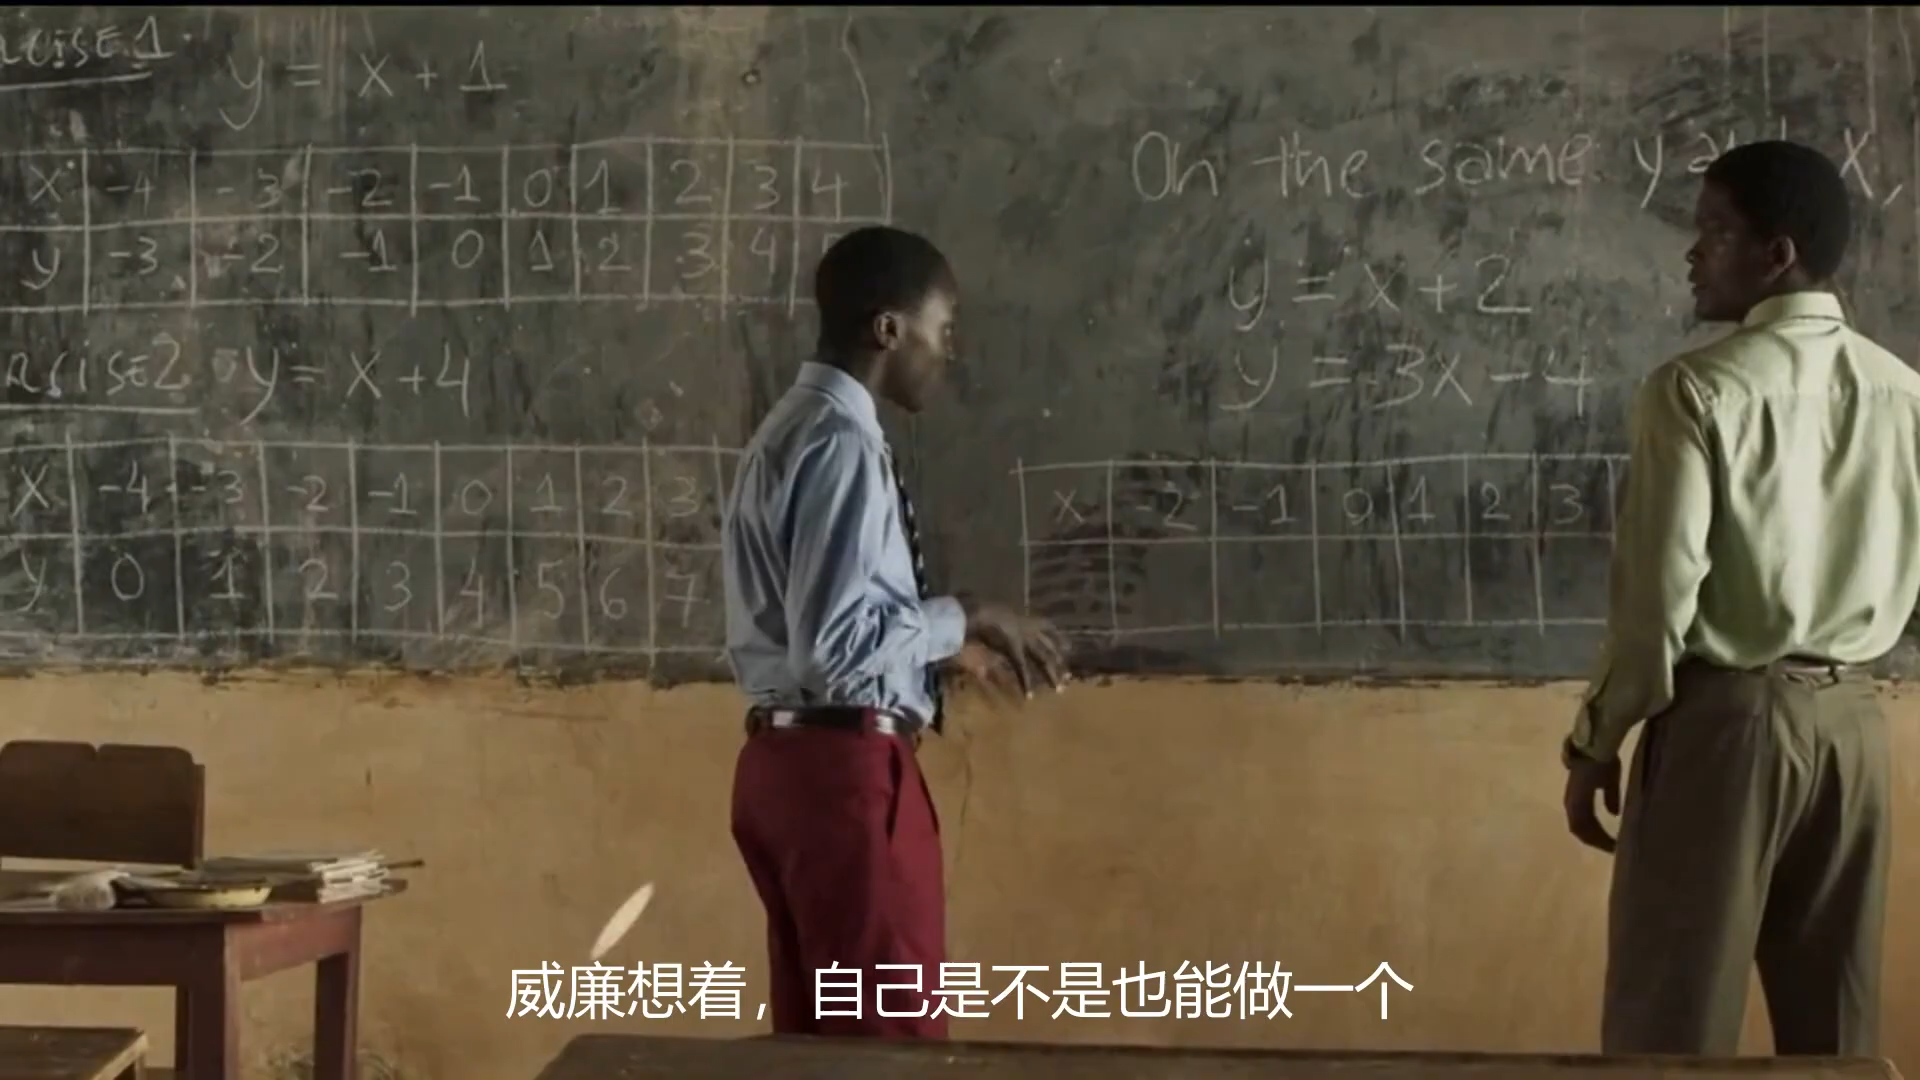 y = x + 1
x -4 -3 -2 -1 0 1 2 3 4
y -3 -2 -1 0 1 2 3 4
y = x + 4
x -4 -3 -2 -1 0 1 2 3
y 0 1 2 3 4 5 6 7
On the same y x,
y = x + 2
y = 3x - 4
x -2 -1 0 1 2 3
威廉想着，自己是不是也能做一个